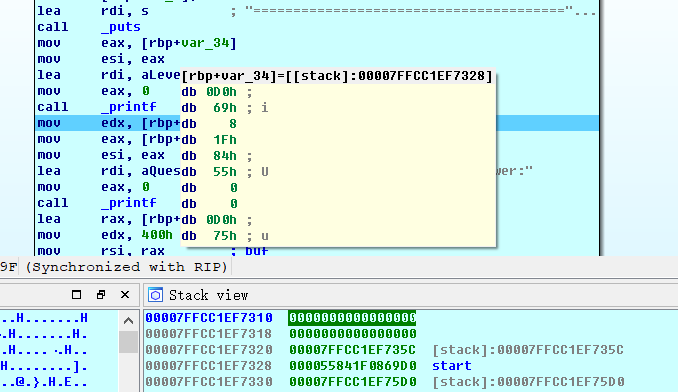 lea rdi, s ; "======================================"...
call _puts
mov eax, [rbp+var_34]
mov esi, eax
lea rdi, aLeve
mov eax, 0
call _printf
mov edx, [rbp+
mov eax, [rbp+
mov esi, eax
lea rdi, aQues wer:"
mov eax, 0
call _printf
lea rax, [rbp+
mov edx, 400h
mov rsi, rax ; buf
[rbp+var_34]=[[stack]:00007FFCC1EF7328]
db 0D0h ;
db 69h ; i
db 8
db 1Fh
db 84h ;
db 55h ; U
db 0
db 0
db 0D0h ;
db 75h ; u
9F (Synchronized with RIP)
Stack view
..H.......H
.H.......H.
H.... ..H..
H........].
..@.}.H.E..
00007FFCC1EF7310 0000000000000000
00007FFCC1EF7318 0000000000000000
00007FFCC1EF7320 00007FFCC1EF735C [stack]:00007FFCC1EF735C
00007FFCC1EF7328 000055841F0869D0 start
00007FFCC1EF7330 00007FFCC1EF75D0 [stack]:00007FFCC1EF75D0